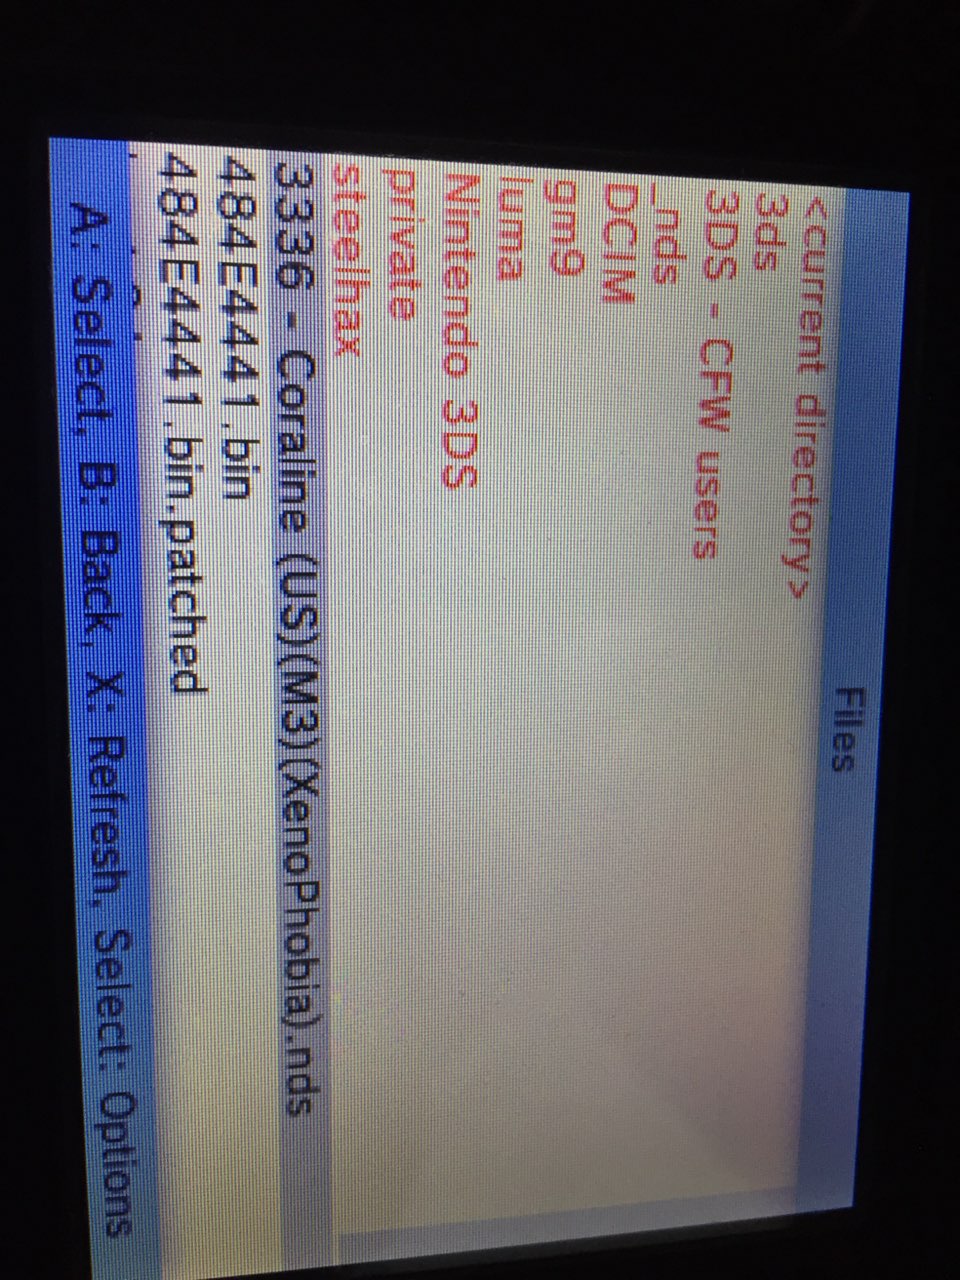 Files
<current directory>
3ds
3DS - CFW users
_nds
DCIM
gm9
luma
Nintendo 3DS
private
steelhax
3336 - Coraline (US)(M3)(XenoPhobia).nds
484E4441.bin
484E4441.bin.patched
A: Select, B: Back, X: Refresh, Select: Options